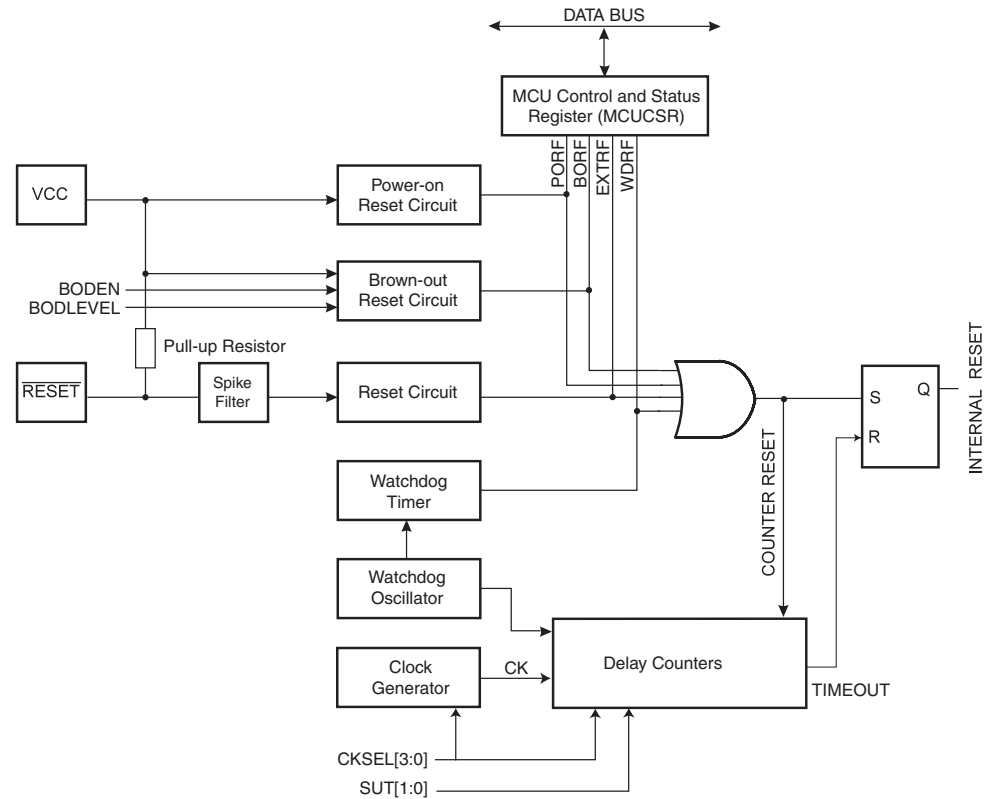 DATA BUS
MCU Control and Status
Register (MCUCSR)
PORF
BORF
EXTRF
WDRF
VCC
Power-on
Reset Circuit
BODEN
BODLEVEL
Brown-out
Reset Circuit
Pull-up Resistor
RESET
Spike
Filter
Reset Circuit
S
Q
R
INTERNAL RESET
Watchdog
Timer
COUNTER RESET
Watchdog
Oscillator
Clock
Generator
CK
Delay Counters
TIMEOUT
CKSEL[3:0]
SUT[1:0]